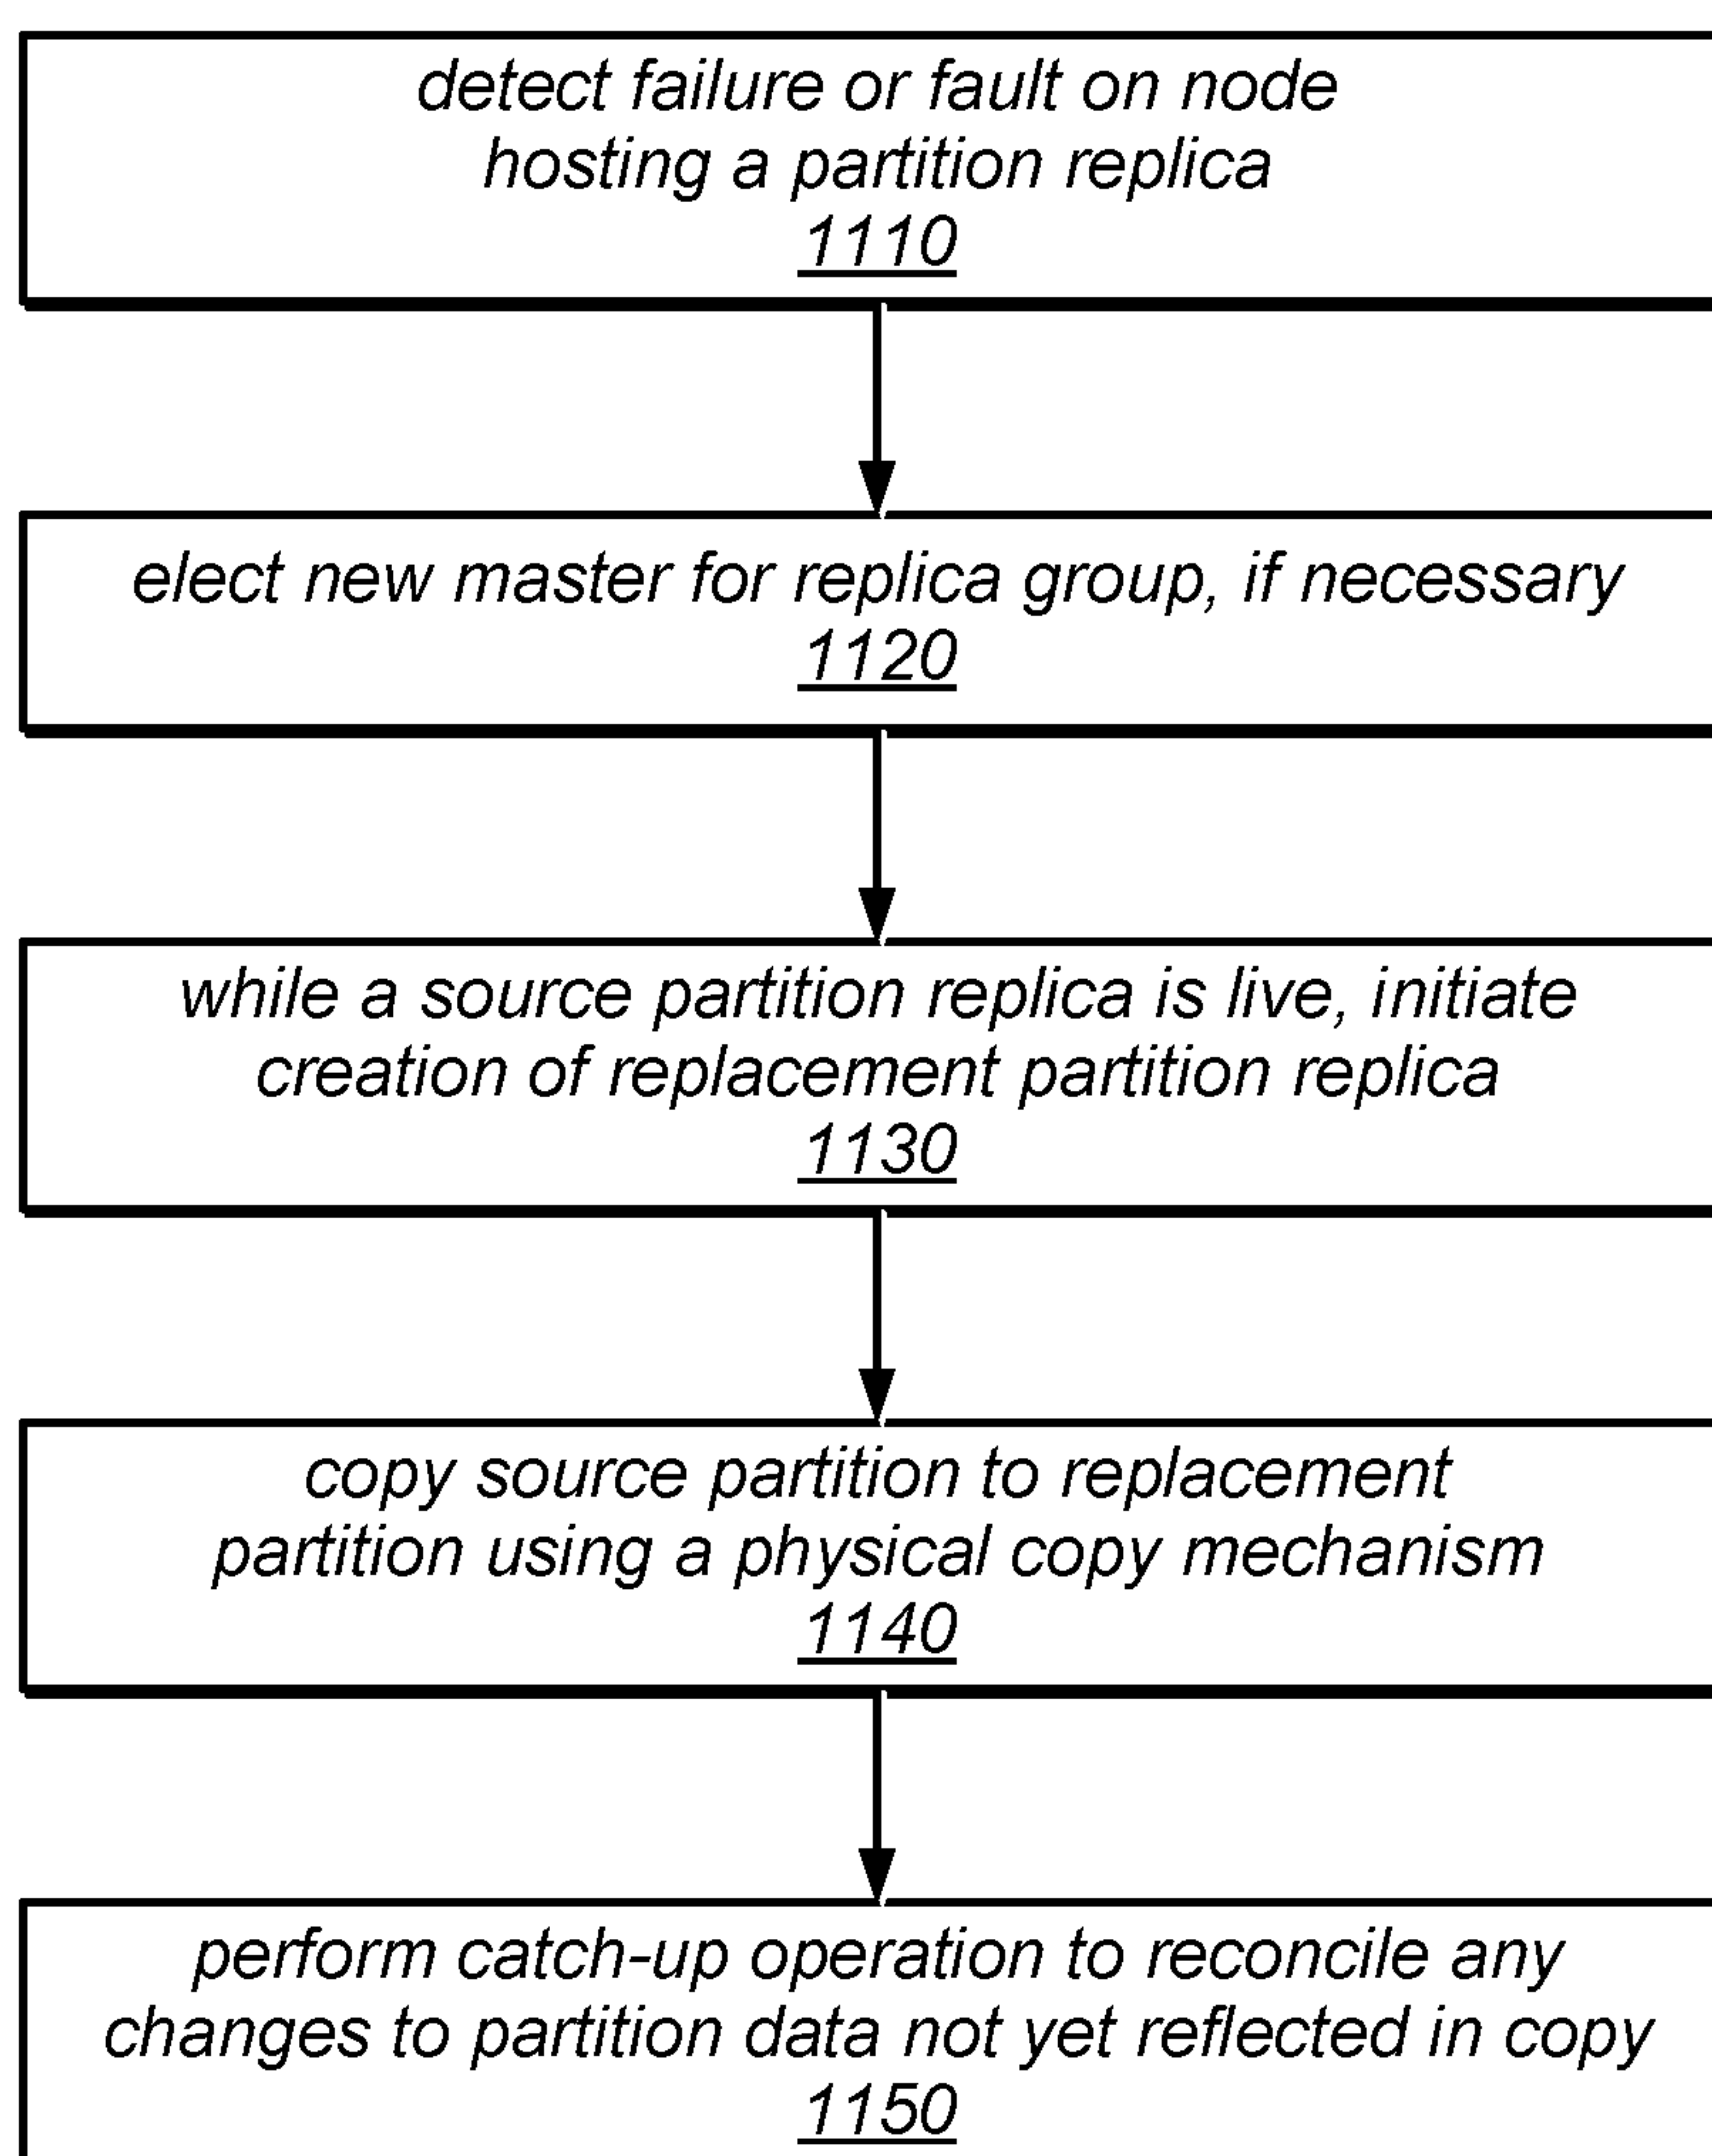 detect failure or fault on node
hosting a partition replica
1110
elect new master for replica group, if necessary
1120
while a source partition replica is live, initiate
creation of replacement partition replica
1130
copy source partition to replacement
partition using a physical copy mechanism
1140
perform catch-up operation to reconcile any
changes to partition data not yet reflected in copy
1150